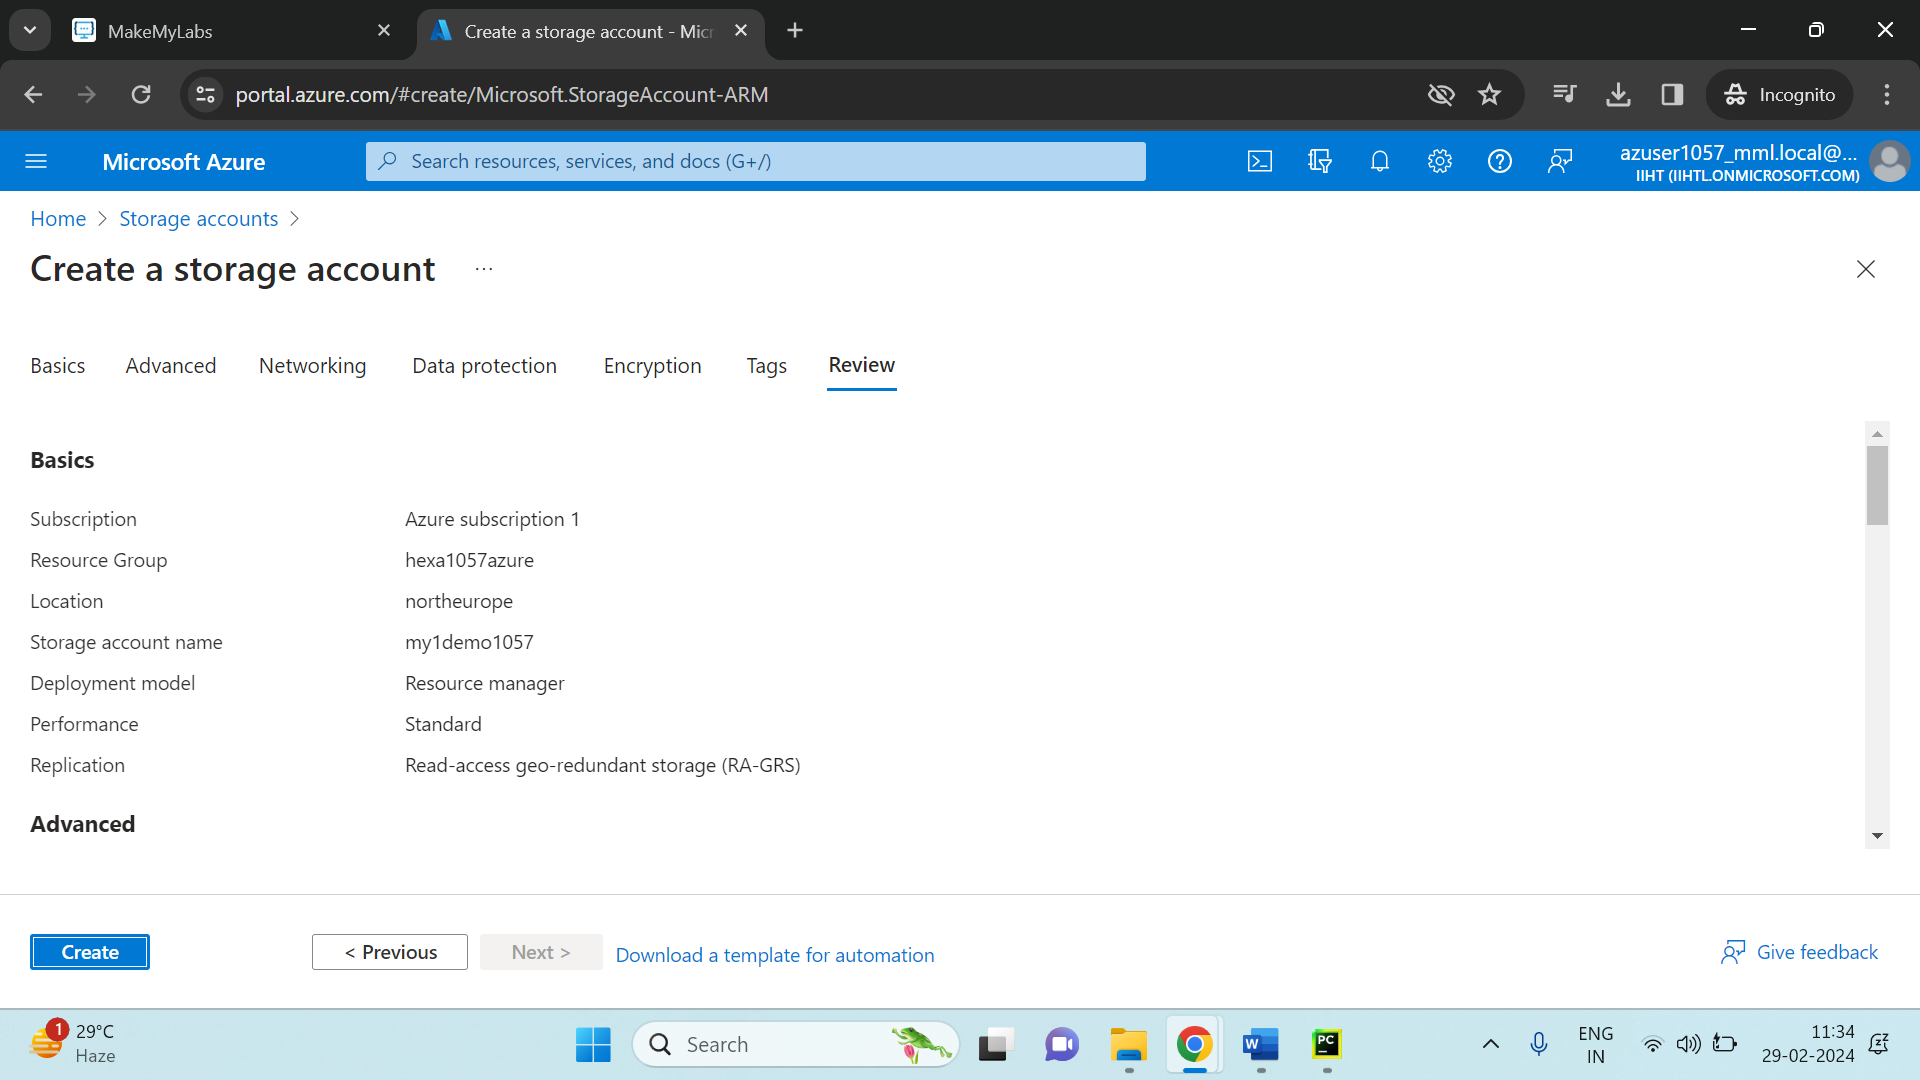 MakeMyLabs
Create a storage account - Micr
portal.azure.com/#create/Microsoft.StorageAccount-ARM
Incognito
Microsoft Azure
Search resources, services, and docs (G+/)
azuser1057_mml.local@...
IIHT (IIHTL.ONMICROSOFT.COM)
Home > Storage accounts >
Create a storage account ...
Basics Advanced Networking Data protection Encryption Tags Review
Basics
Subscription Azure subscription 1
Resource Group hexa1057azure
Location northeurope
Storage account name my1demo1057
Deployment model Resource manager
Performance Standard
Replication Read-access geo-redundant storage (RA-GRS)
Advanced
Create < Previous Next > Download a template for automation Give feedback
1
29°C
Haze
Search
W
PC
ENG
IN
11:34
29-02-2024